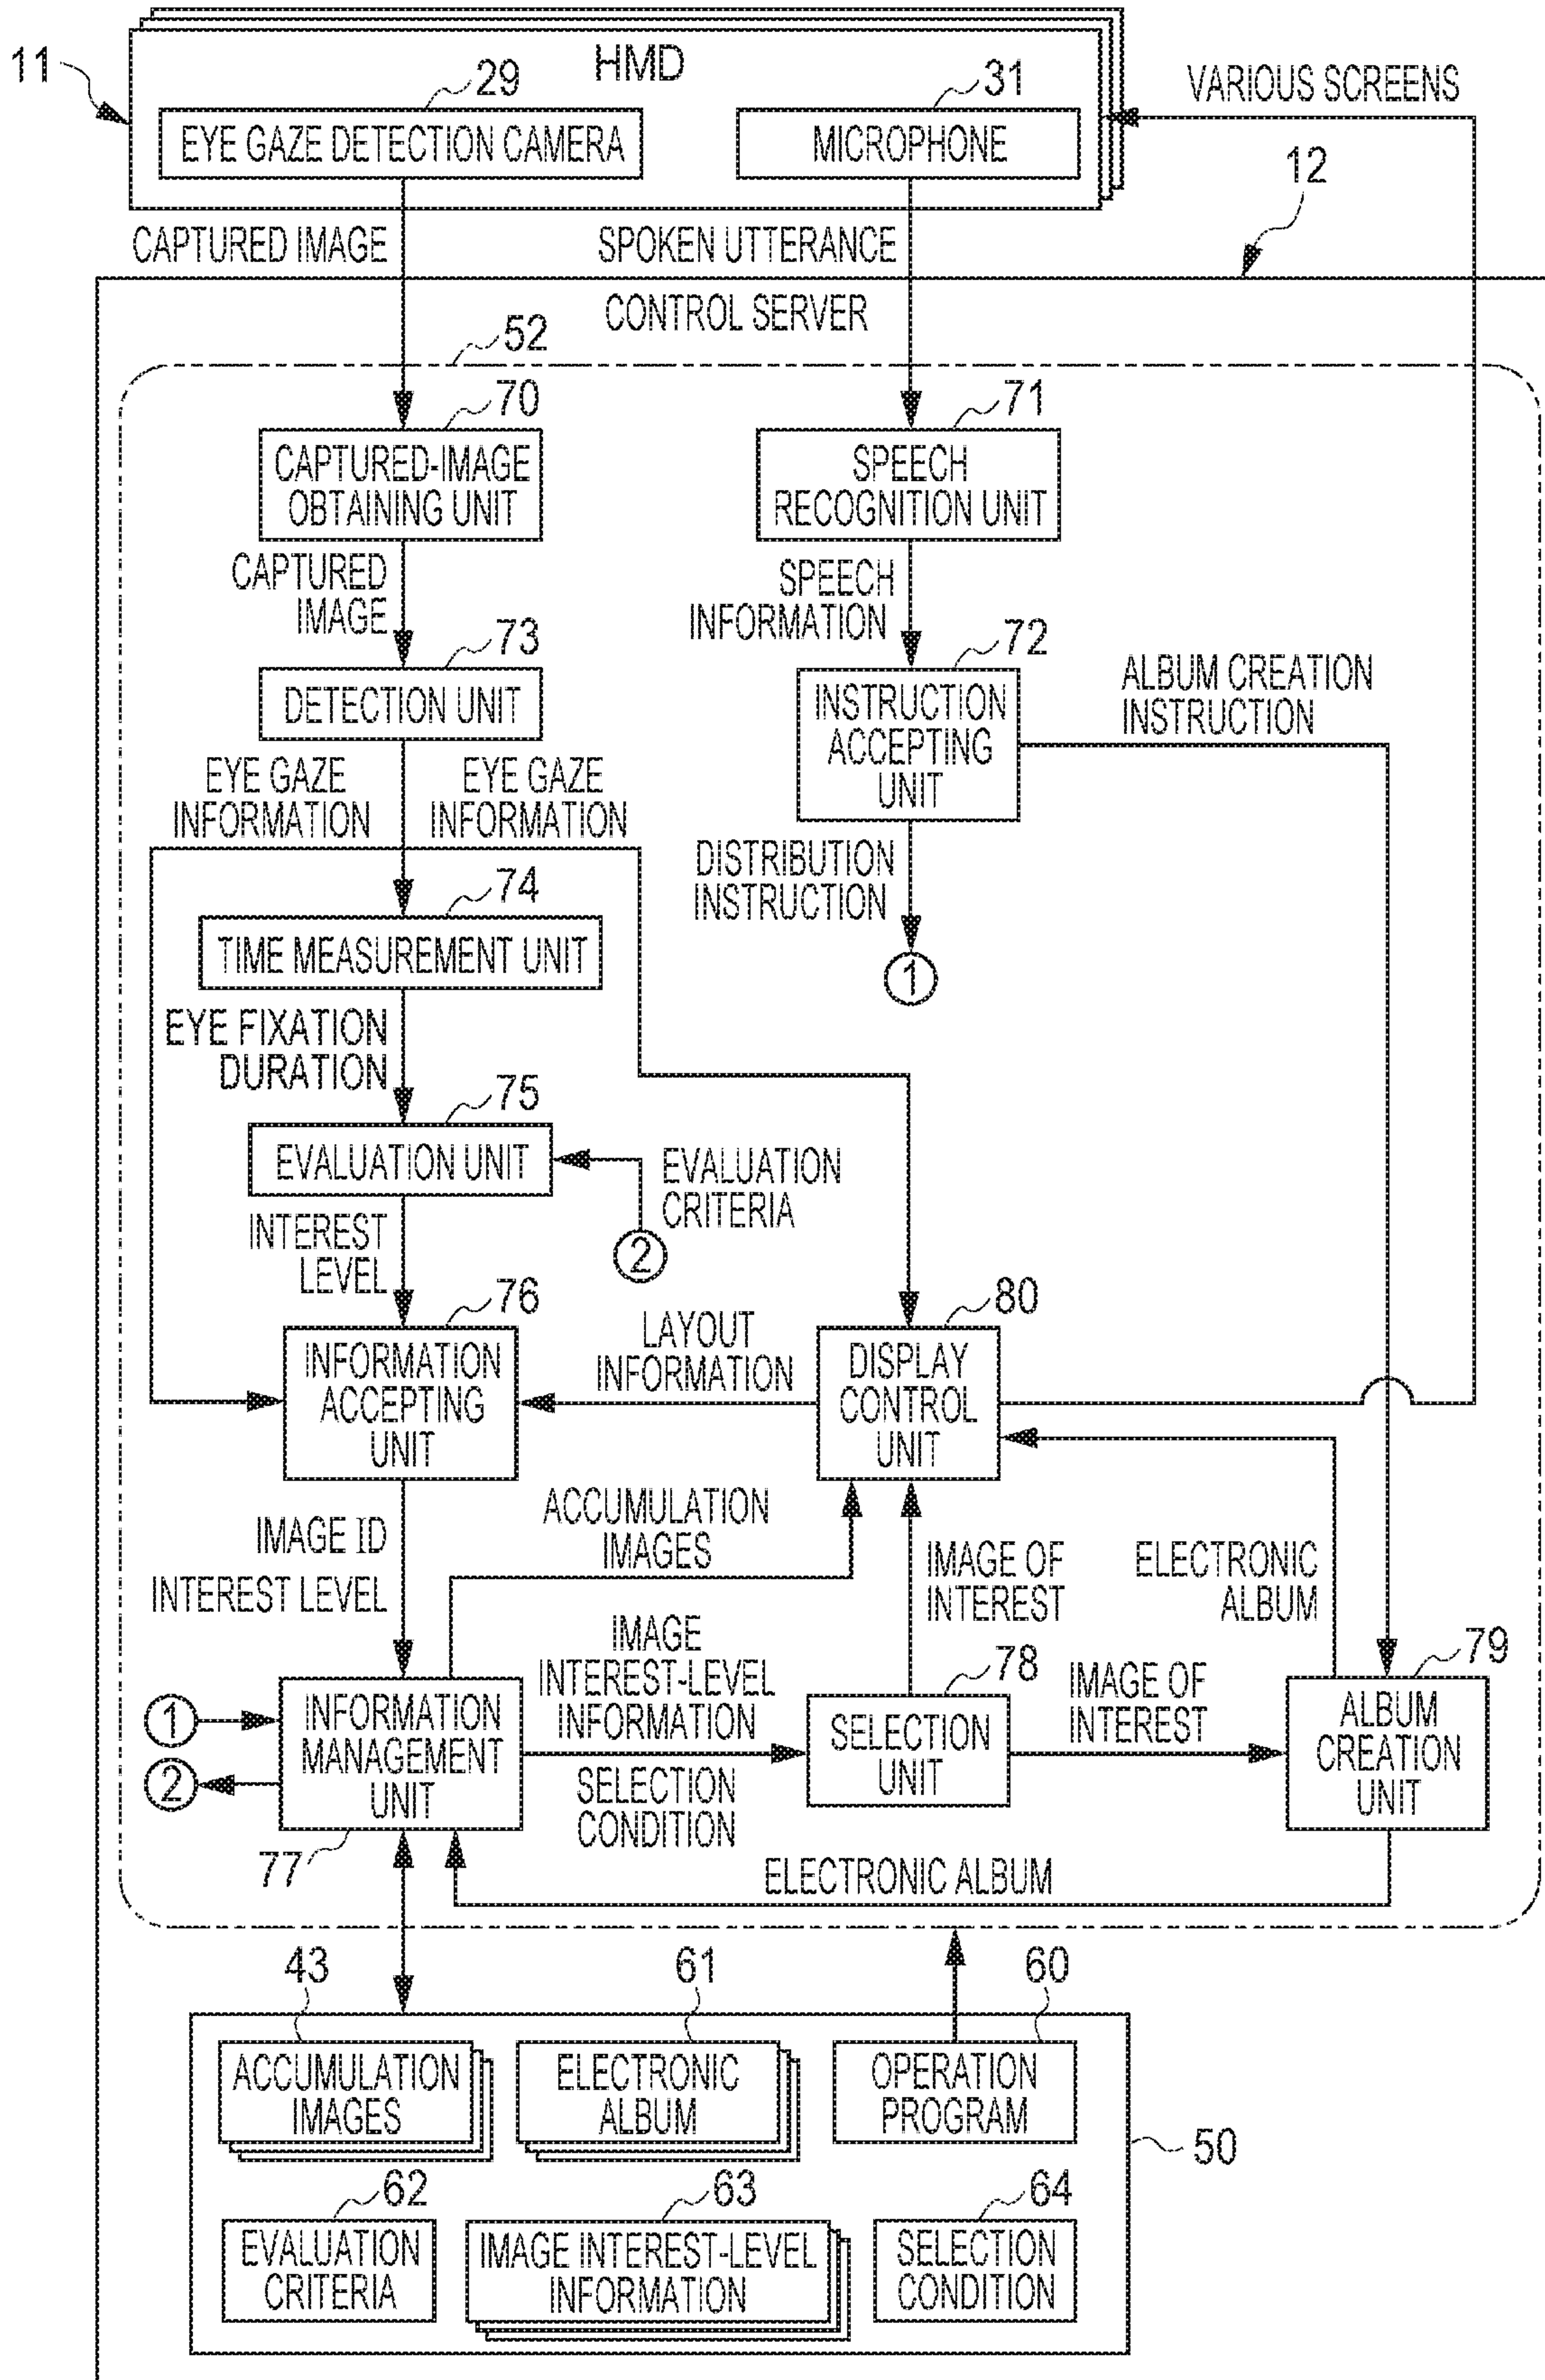 HMD
11
29
31
VARIOUS SCREENS
EYE GAZE DETECTION CAMERA
MICROPHONE
12
CAPTURED IMAGE
SPOKEN UTTERANCE
CONTROL SERVER
52
70
71
CAPTURED-IMAGE
OBTAINING UNIT
SPEECH
RECOGNITION UNIT
CAPTURED
IMAGE
SPEECH
INFORMATION
73
72
DETECTION UNIT
INSTRUCTION
ACCEPTING
UNIT
ALBUM CREATION
INSTRUCTION
EYE GAZE
INFORMATION
EYE GAZE
INFORMATION
DISTRIBUTION
INSTRUCTION
74
TIME MEASUREMENT UNIT
1
EYE FIXATION
DURATION
75
EVALUATION UNIT
EVALUATION
CRITERIA
2
INTEREST
LEVEL
76
80
INFORMATION
ACCEPTING
UNIT
LAYOUT
INFORMATION
DISPLAY
CONTROL
UNIT
IMAGE ID
INTEREST LEVEL
ACCUMULATION
IMAGES
IMAGE OF
INTEREST
ELECTRONIC
ALBUM
IMAGE
INTEREST-LEVEL
INFORMATION
78
79
1
2
INFORMATION
MANAGEMENT
UNIT
SELECTION
UNIT
IMAGE OF
INTEREST
ALBUM
CREATION
UNIT
SELECTION
CONDITION
77
ELECTRONIC ALBUM
43
61
60
ACCUMULATION
IMAGES
ELECTRONIC
ALBUM
OPERATION
PROGRAM
50
62
63
64
EVALUATION
CRITERIA
IMAGE INTEREST-LEVEL
INFORMATION
SELECTION
CONDITION